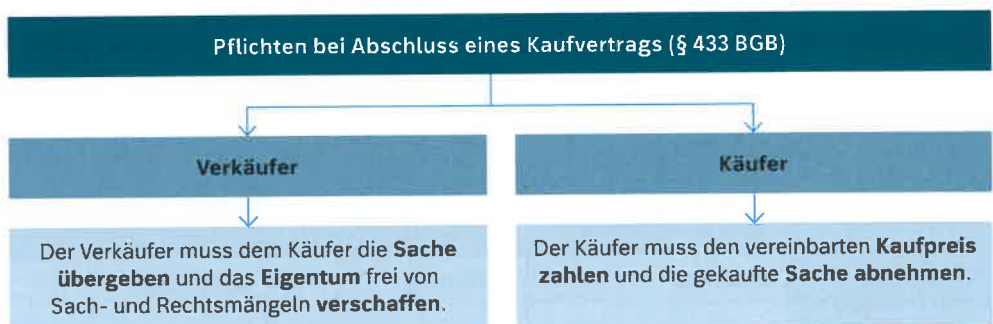 Pflichten bei Abschluss eines Kaufvertrags (§ 433 BGB)
Verkäufer
Käufer
Der Verkäufer muss dem Käufer die Sache
übergeben und das Eigentum frei von
Sach- und Rechtsmängeln verschaffen.
Der Käufer muss den vereinbarten Kaufpreis
zahlen und die gekaufte Sache abnehmen.